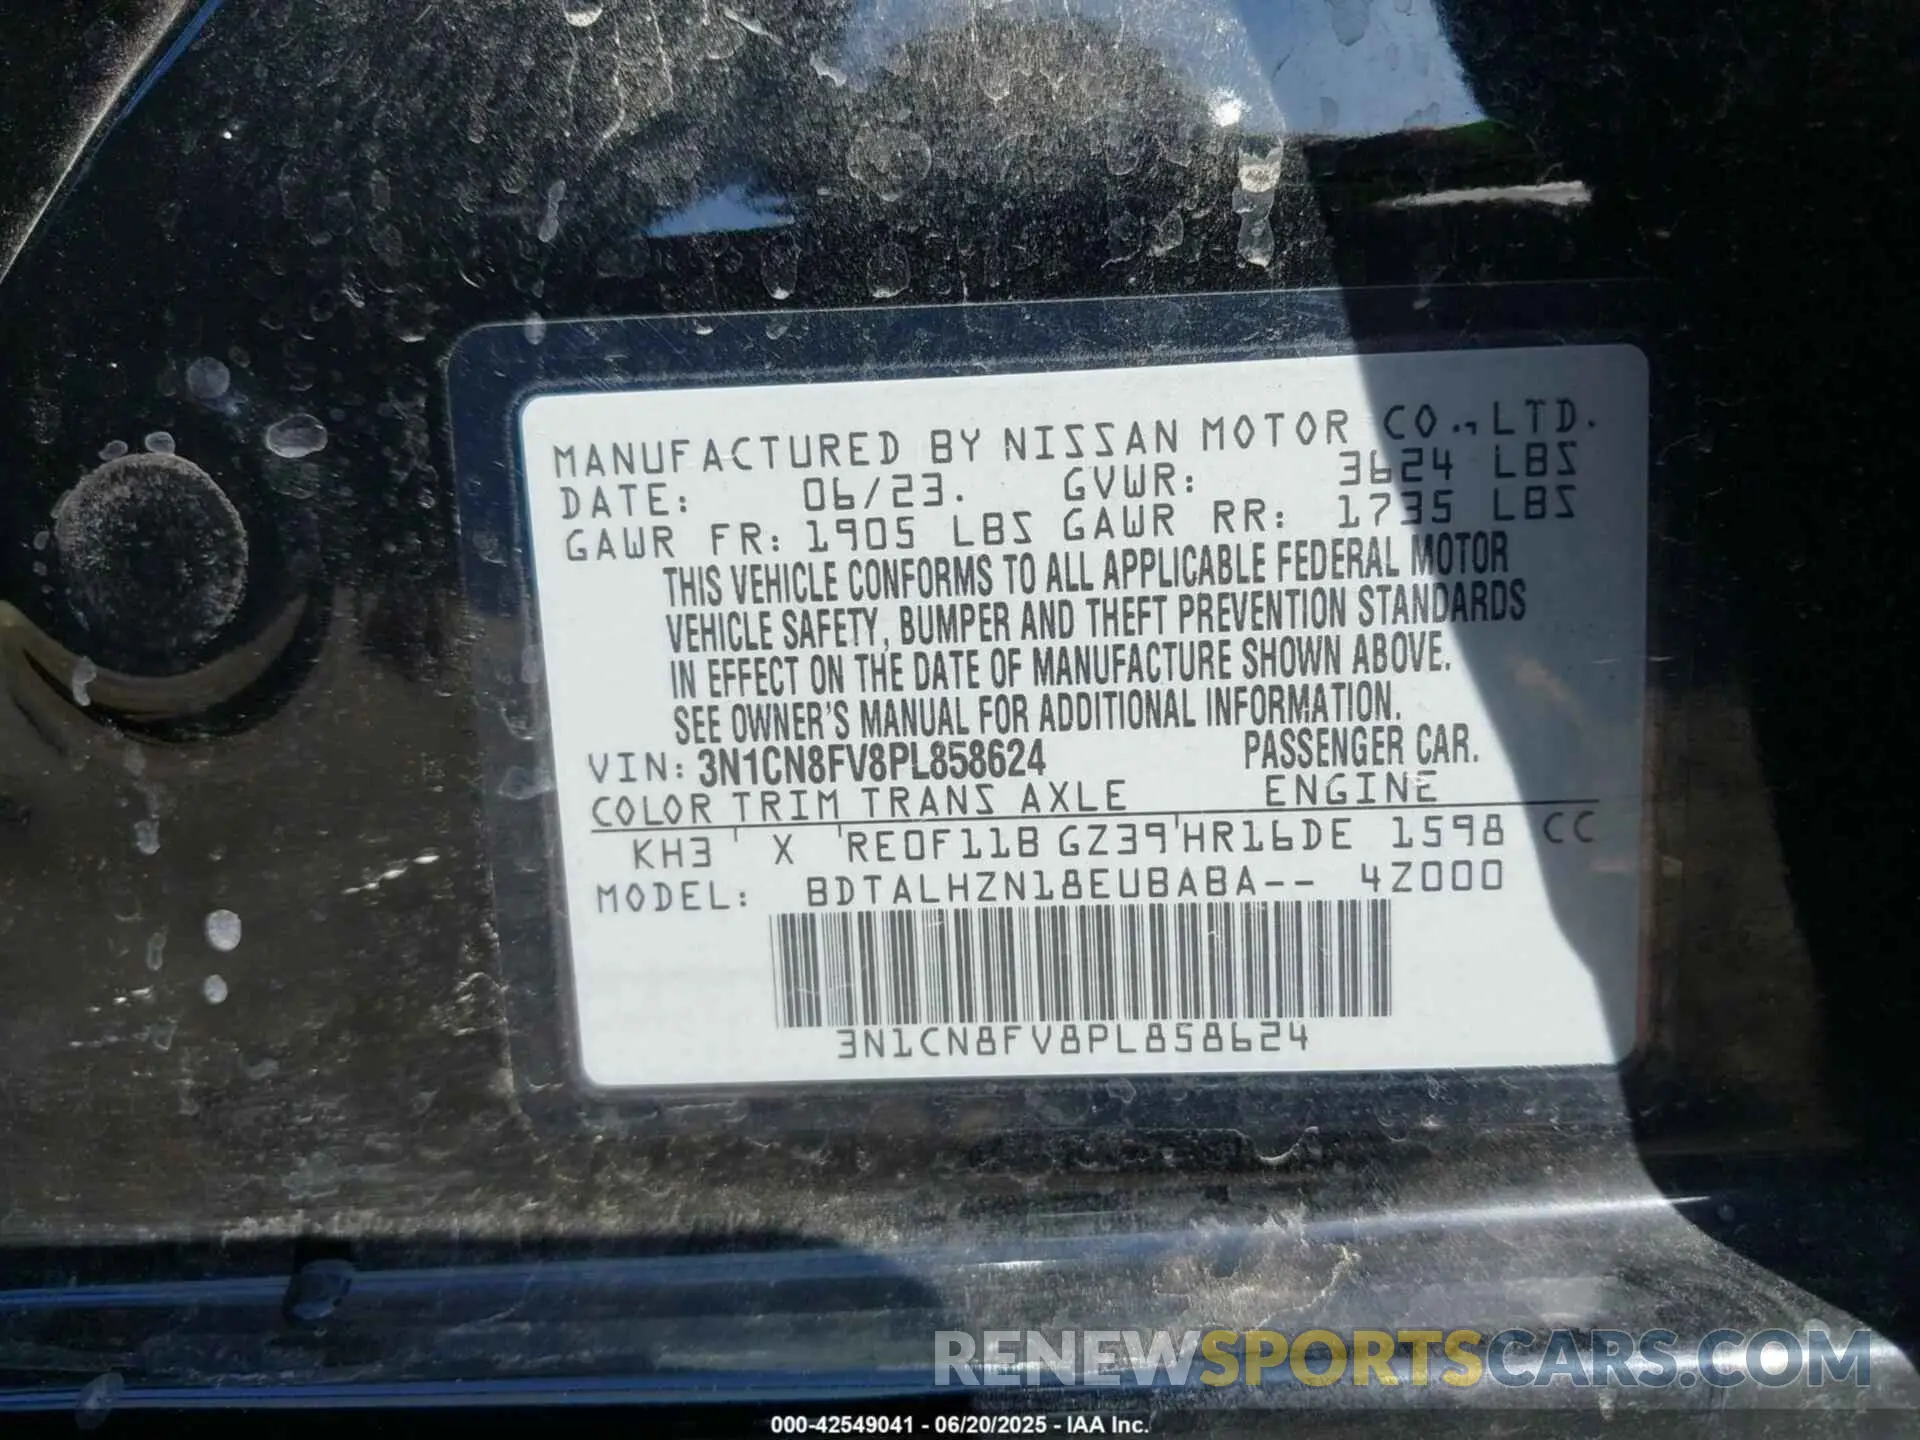 MANUFACTURED BY NISSAN MOTOR CO., LTD.
DATE: 06/23. GVWR: 3624 LBS
GAWR FR: 1905 LBS GAWR RR: 1735 LBS
THIS VEHICLE CONFORMS TO ALL APPLICABLE FEDERAL MOTOR
VEHICLE SAFETY, BUMPER AND THEFT PREVENTION STANDARDS
IN EFFECT ON THE DATE OF MANUFACTURE SHOWN ABOVE.
SEE OWNER'S MANUAL FOR ADDITIONAL INFORMATION.
VIN: 3N1CN8FV8PL858624 PASSENGER CAR.
COLOR TRIM TRANS AXLE ENGINE
KH3 ' X 'RE0F11B GZ39'HR16DE 1598 CC
MODEL: BDTALHZN18EUBABA-- 4Z000
3N1CN8FV8PL858624
RENEWSPORTSCARS.COM
000-42549041 - 06/20/2025 - IAA Inc.